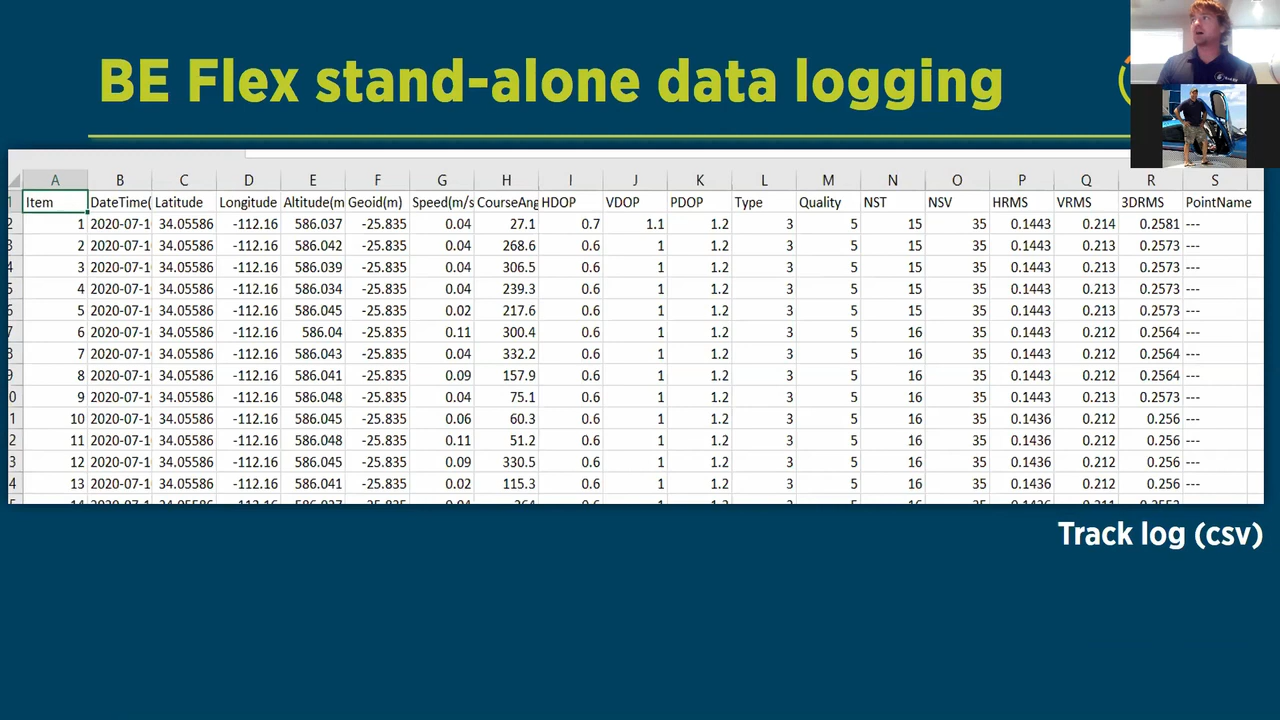 BE Flex stand-alone data logging
A B C D E F G H I J K L M N O P Q R S
1 Item DateTime( Latitude Longitude Altitude(m Geoid(m) Speed(m/s CourseAng HDOP VDOP PDOP Type Quality NST NSV HRMS VRMS 3DRMS PointName
2 1 2020-07-1 34.05586 -112.16 586.037 -25.835 0.04 27.1 0.7 1.1 1.2 3 5 15 35 0.1443 0.214 0.2581 ---
3 2 2020-07-1 34.05586 -112.16 586.042 -25.835 0.04 268.6 0.6 1 1.2 3 5 15 35 0.1443 0.213 0.2573 ---
4 3 2020-07-1 34.05586 -112.16 586.039 -25.835 0.04 306.5 0.6 1 1.2 3 5 15 35 0.1443 0.213 0.2573 ---
5 4 2020-07-1 34.05586 -112.16 586.034 -25.835 0.04 239.3 0.6 1 1.2 3 5 15 35 0.1443 0.213 0.2573 ---
6 5 2020-07-1 34.05586 -112.16 586.045 -25.835 0.02 217.6 0.6 1 1.2 3 5 15 35 0.1443 0.213 0.2573 ---
7 6 2020-07-1 34.05586 -112.16 586.04 -25.835 0.11 300.4 0.6 1 1.2 3 5 16 35 0.1443 0.212 0.2564 ---
8 7 2020-07-1 34.05586 -112.16 586.043 -25.835 0.04 332.2 0.6 1 1.2 3 5 16 35 0.1443 0.212 0.2564 ---
9 8 2020-07-1 34.05586 -112.16 586.041 -25.835 0.09 157.9 0.6 1 1.2 3 5 16 35 0.1443 0.212 0.2564 ---
0 9 2020-07-1 34.05586 -112.16 586.048 -25.835 0.04 75.1 0.6 1 1.2 3 5 16 35 0.1443 0.213 0.2573 ---
1 10 2020-07-1 34.05586 -112.16 586.045 -25.835 0.06 60.3 0.6 1 1.2 3 5 16 35 0.1436 0.212 0.256 ---
2 11 2020-07-1 34.05586 -112.16 586.048 -25.835 0.11 51.2 0.6 1 1.2 3 5 16 35 0.1436 0.212 0.256 ---
3 12 2020-07-1 34.05586 -112.16 586.045 -25.835 0.09 330.5 0.6 1 1.2 3 5 16 35 0.1436 0.212 0.256 ---
4 13 2020-07-1 34.05586 -112.16 586.041 -25.835 0.02 115.3 0.6 1 1.2 3 5 16 35 0.1436 0.212 0.256 ---
Track log (csv)